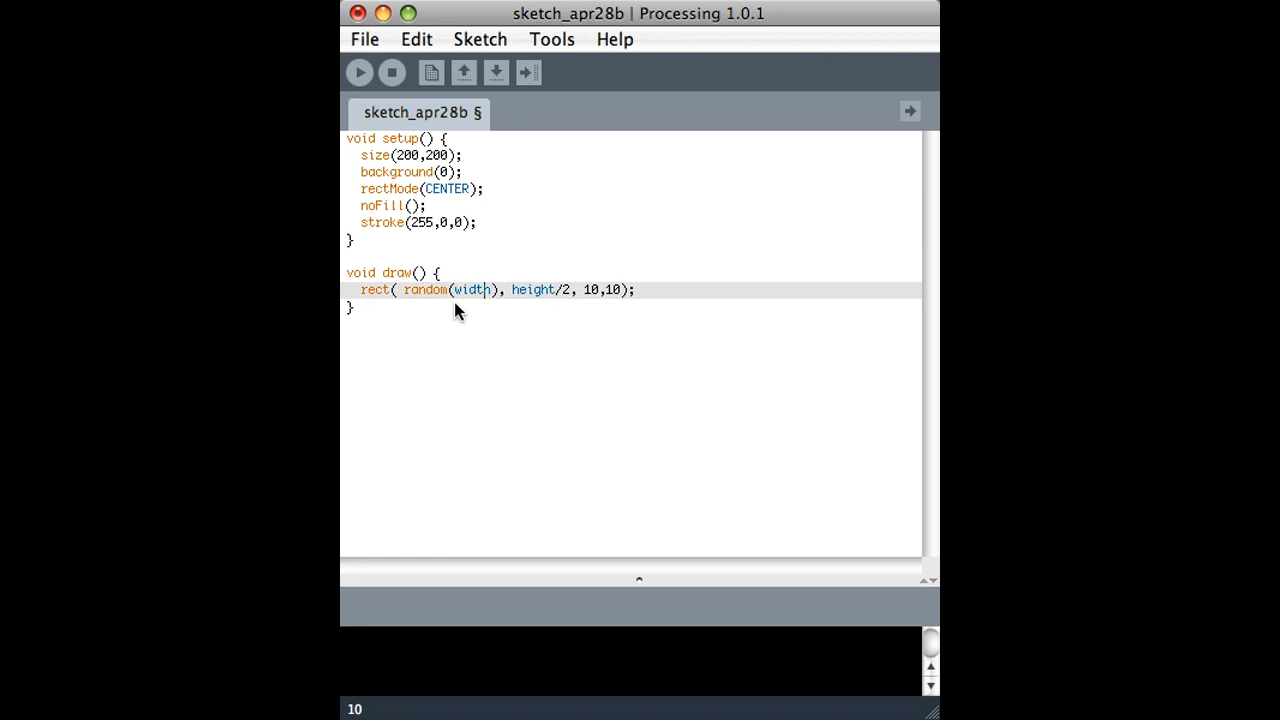 sketch_apr28b | Processing 1.0.1
File Edit Sketch Tools Help
sketch_apr28b §
void setup() {
  size(200,200);
  background(0);
  rectMode(CENTER);
  noFill();
  stroke(255,0,0);
}

void draw() {
  rect( random(width), height/2, 10,10);
}
10